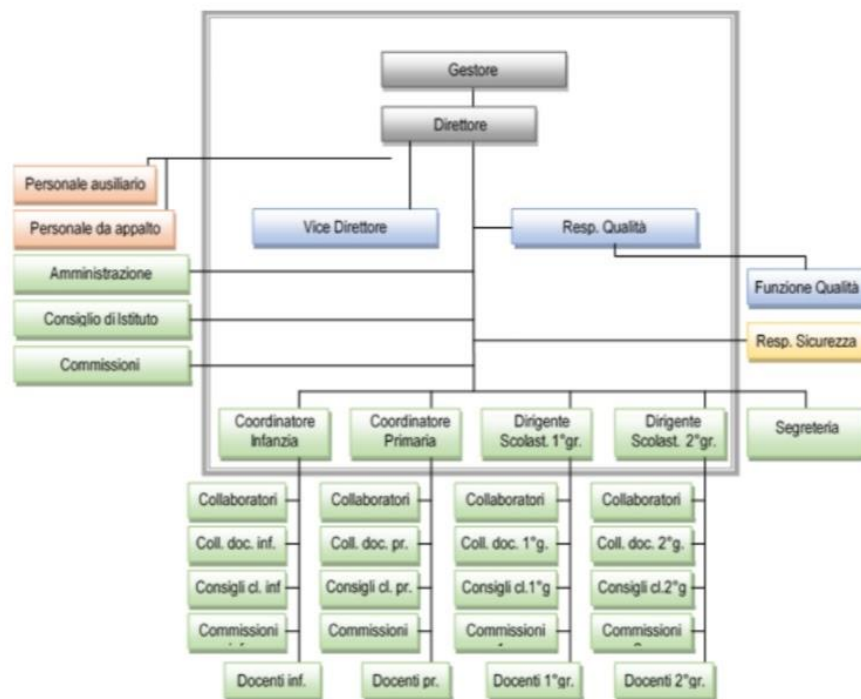 Gestore
Direttore
Personale ausiliario
Personale da appalto
Vice Direttore
Resp. Qualità
Amministrazione
Funzione Qualità
Consiglio di Istituto
Resp. Sicurezza
Commissioni
Coordinatore
Infanzia
Coordinatore
Primaria
Dirigente
Scolast. 1°gr.
Dirigente
Scolast. 2°gr.
Segreteria
Collaboratori
Collaboratori
Collaboratori
Collaboratori
Coll. doc. inf.
Coll. doc. pr.
Coll. doc. 1°g.
Coll. doc. 2°g.
Consigli cl. inf
Consigli cl. pr.
Consigli cl.1°g
Consigli cl.2°g
Commissioni
Commissioni
Commissioni
Commissioni
Docenti inf.
Docenti pr.
Docenti 1°gr.
Docenti 2°gr.